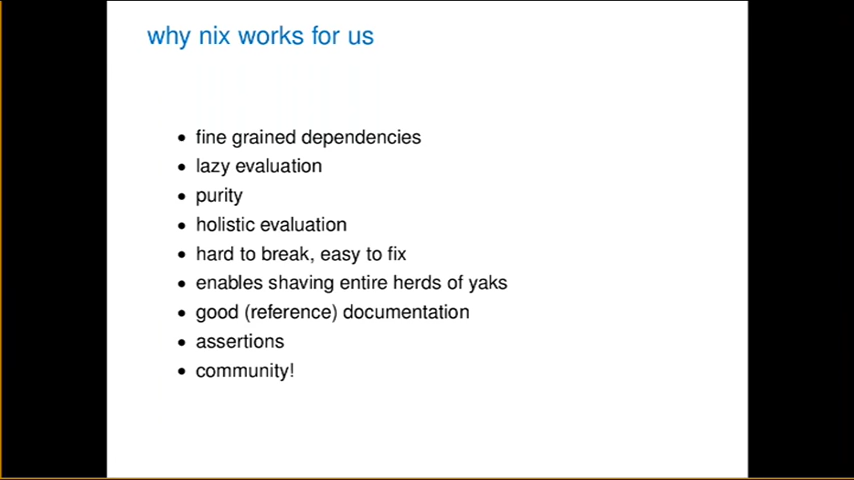 why nix works for us
• fine grained dependencies
• lazy evaluation
• purity
• holistic evaluation
• hard to break, easy to fix
• enables shaving entire herds of yaks
• good (reference) documentation
• assertions
• community!